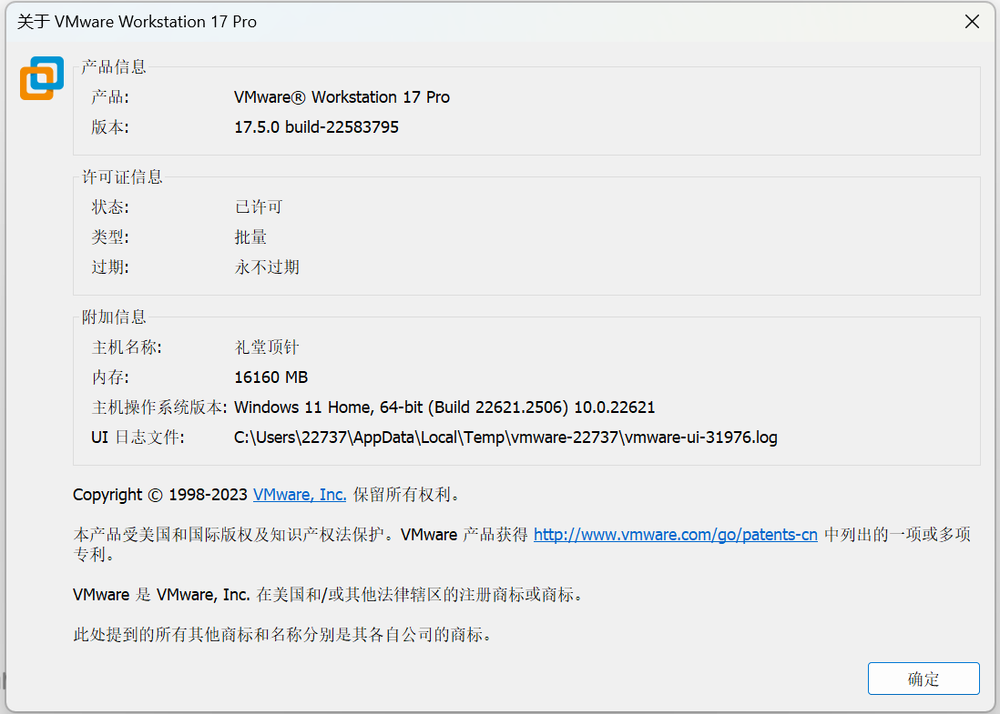 关于 VMware Workstation 17 Pro
产品信息
产品: VMware® Workstation 17 Pro
版本: 17.5.0 build-22583795
许可证信息
状态: 已许可
类型: 批量
过期: 永不过期
附加信息
主机名称: 礼堂顶针
内存: 16160 MB
主机操作系统版本: Windows 11 Home, 64-bit (Build 22621.2506) 10.0.22621
UI 日志文件: C:\Users\22737\AppData\Local\Temp\vmware-22737\vmware-ui-31976.log
Copyright © 1998-2023 VMware, Inc. 保留所有权利。
本产品受美国和国际版权及知识产权法保护。VMware 产品获得 http://www.vmware.com/go/patents-cn 中列出的一项或多项
专利。
VMware 是 VMware, Inc. 在美国和/或其他法律辖区的注册商标或商标。
此处提到的所有其他商标和名称分别是其各自公司的商标。
确定